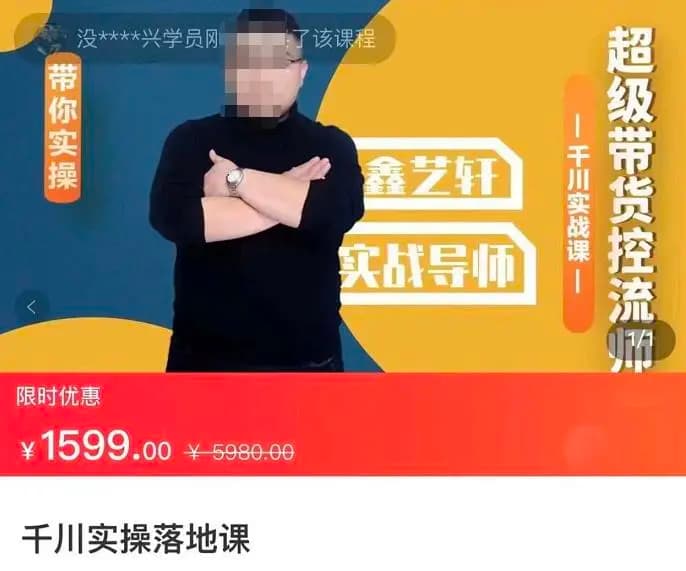 没****兴学员刚
了该课程
带你实操
鑫艺轩
实战导师
千川实战课
超级带货控流师
1/1
限时优惠
¥1599.00 ¥5980.00
千川实操落地课